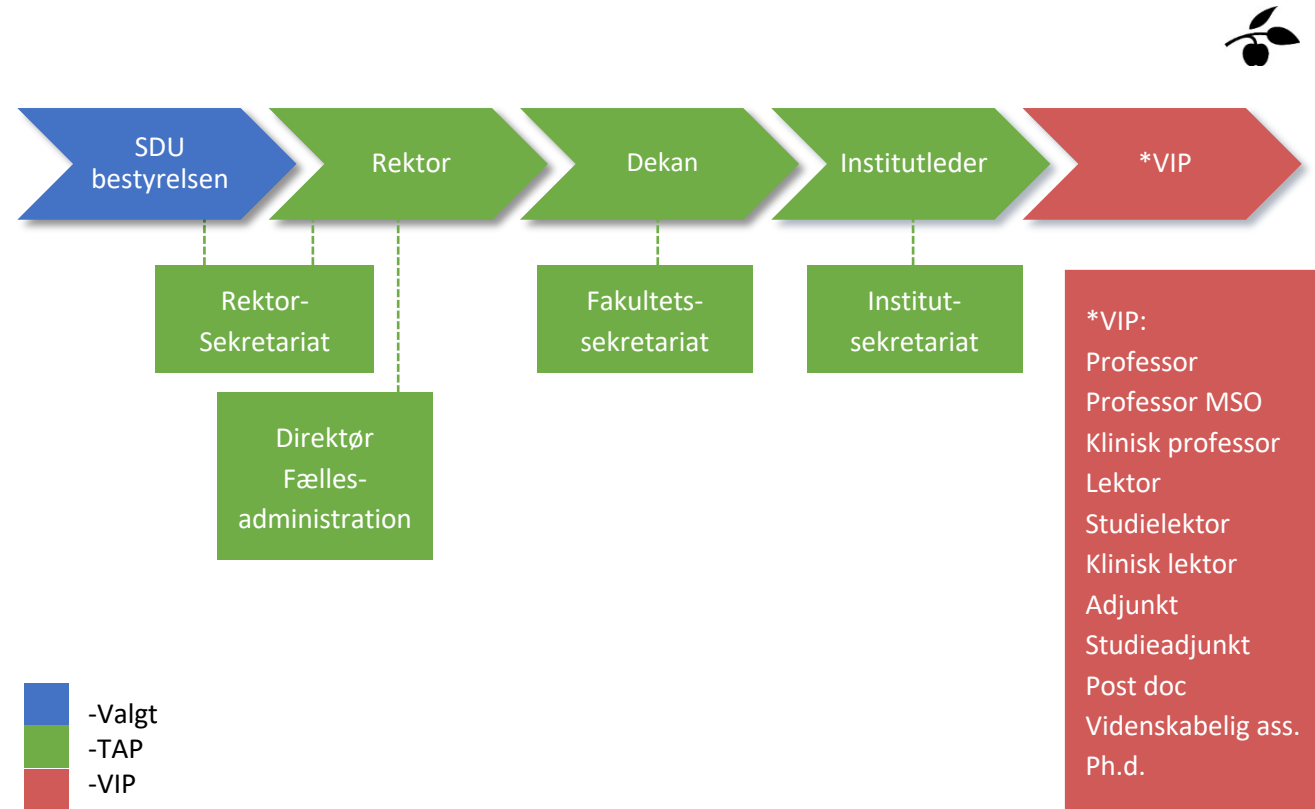 SDU
bestyrelsen
Rektor
Dekan
Institutleder
*VIP
Rektor-
Sekretariat
Fakultets-
sekretariat
Institut-
sekretariat
Direktør
Fælles-
administration
*VIP:
Professor
Professor MSO
Klinisk professor
Lektor
Studielektor
Klinisk lektor
Adjunkt
Studieadjunkt
Post doc
Videnskabelig ass.
Ph.d.
-Valgt
-TAP
-VIP